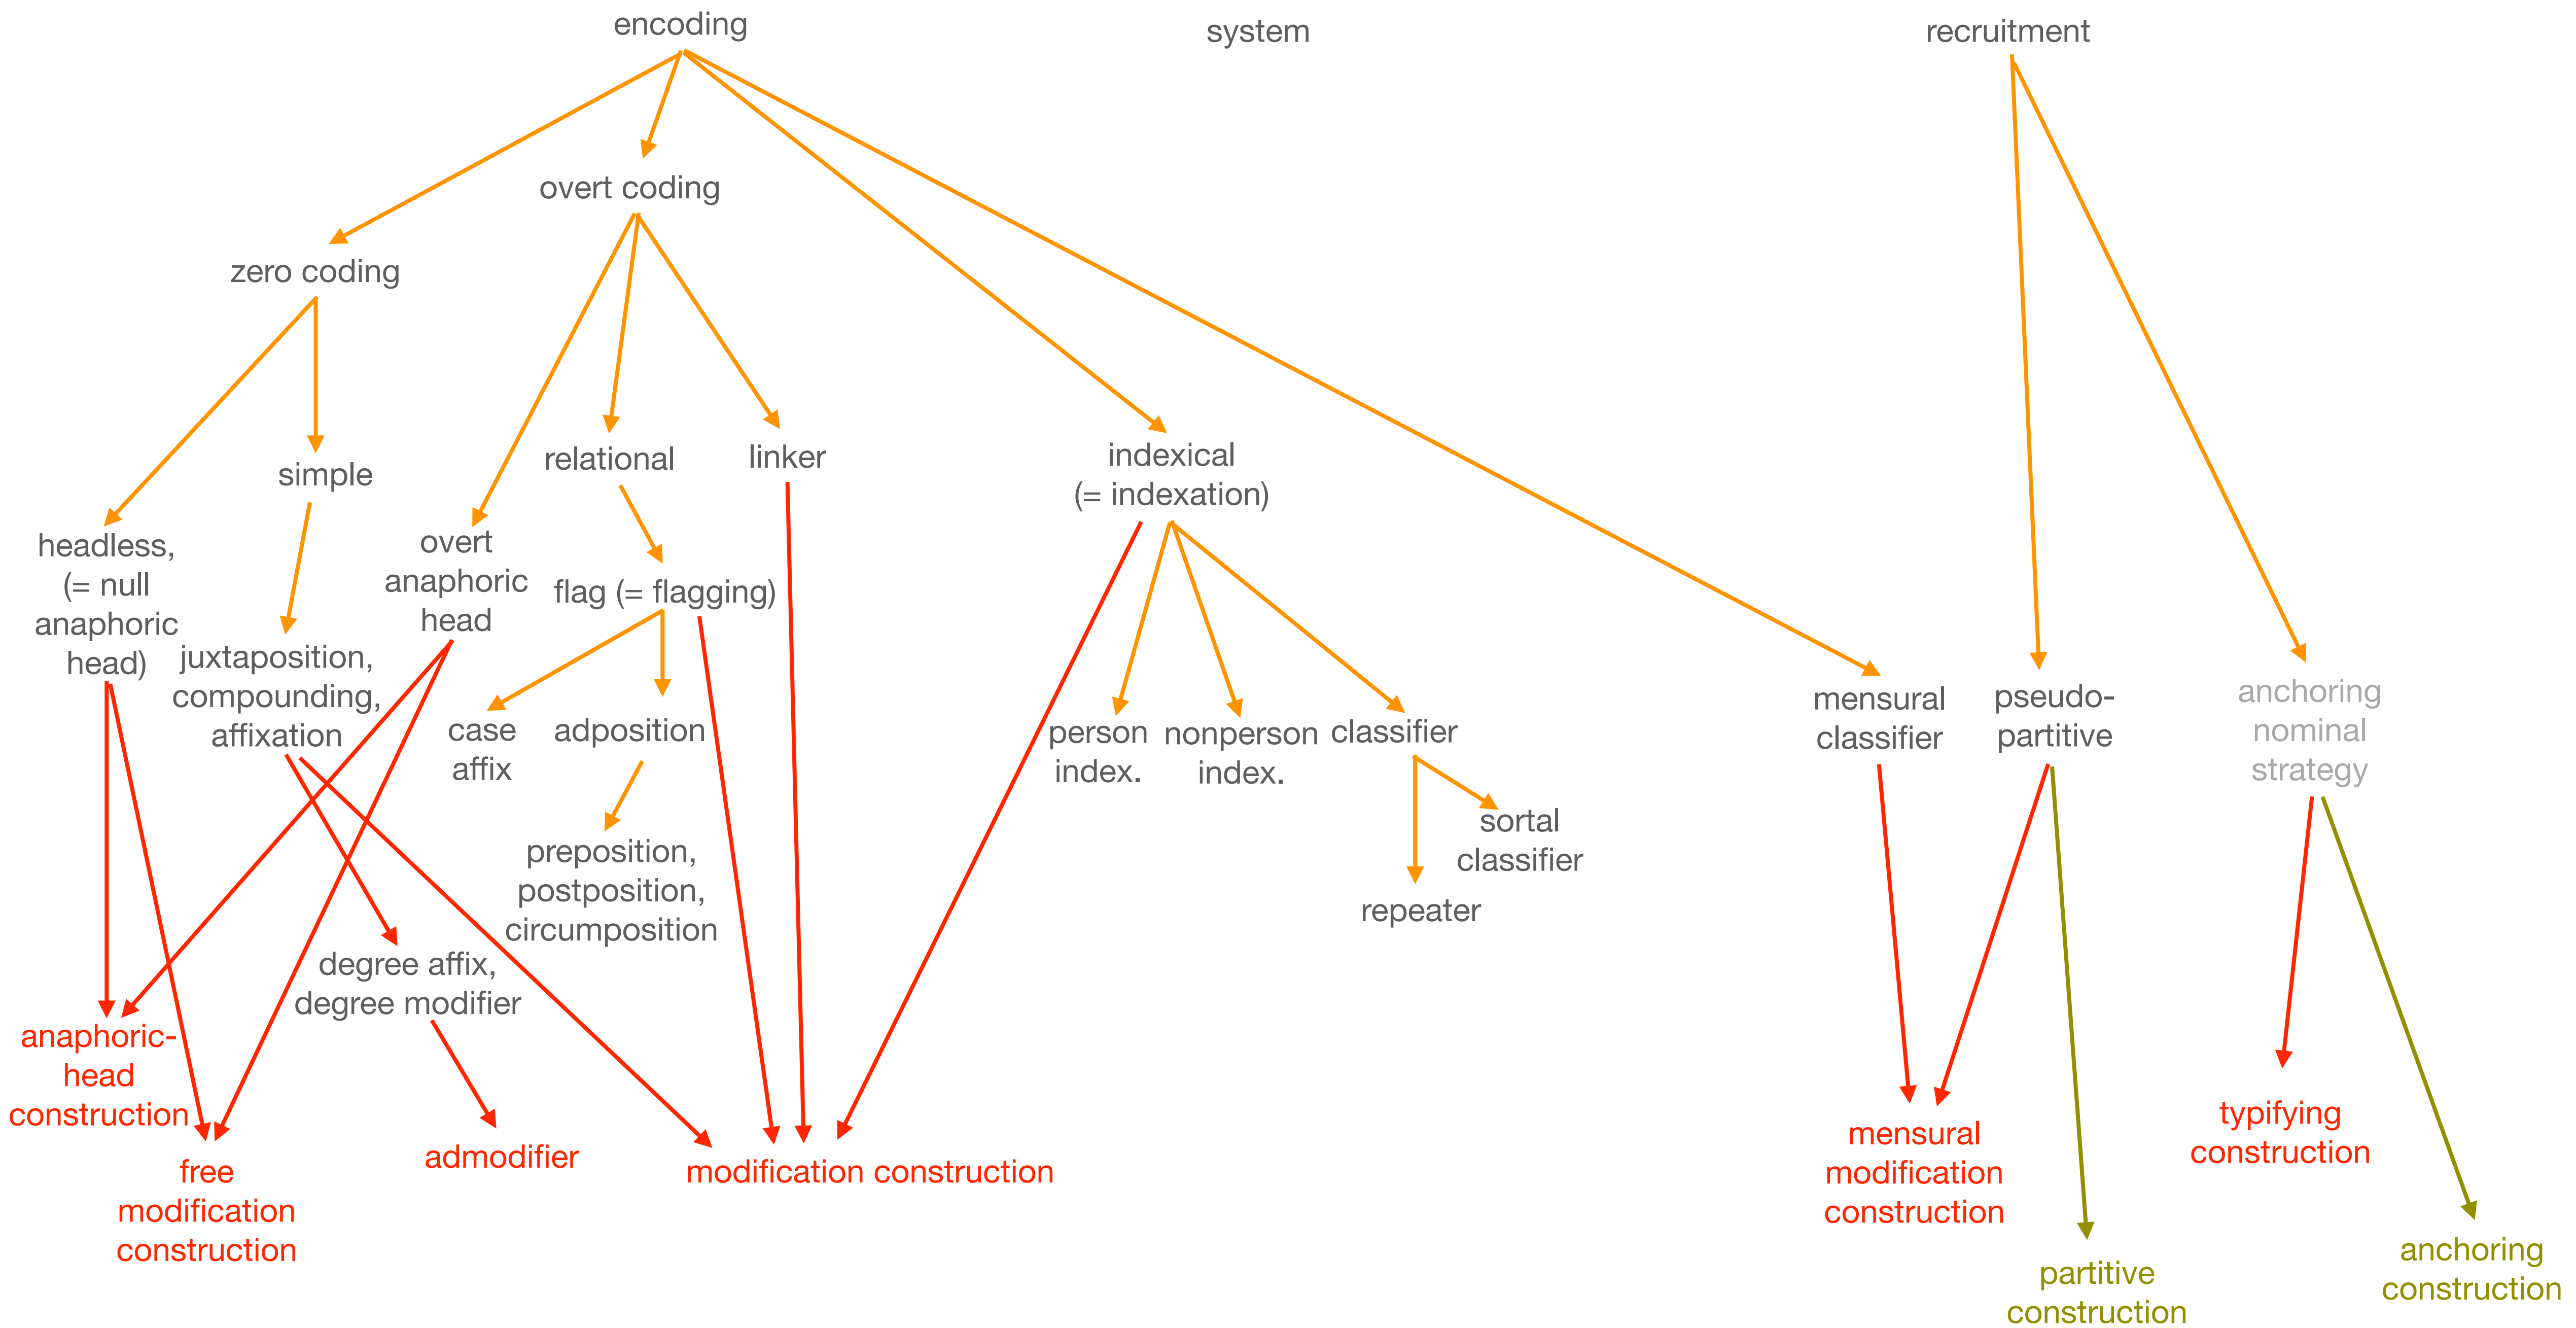 encoding
system
recruitment
overt coding
zero coding
simple
relational
linker
indexical
(= indexation)
headless,
(= null
anaphoric
head)
overt
anaphoric
head
flag (= flagging)
juxtaposition,
compounding,
affixation
case
affix
adposition
person
index.
nonperson
index.
classifier
mensural
classifier
pseudo-
partitive
anchoring
nominal
strategy
preposition,
postposition,
circumposition
sortal
classifier
repeater
degree affix,
degree modifier
anaphoric-
head
construction
free
modification
construction
admodifier
modification construction
mensural
modification
construction
typifying
construction
partitive
construction
anchoring
construction